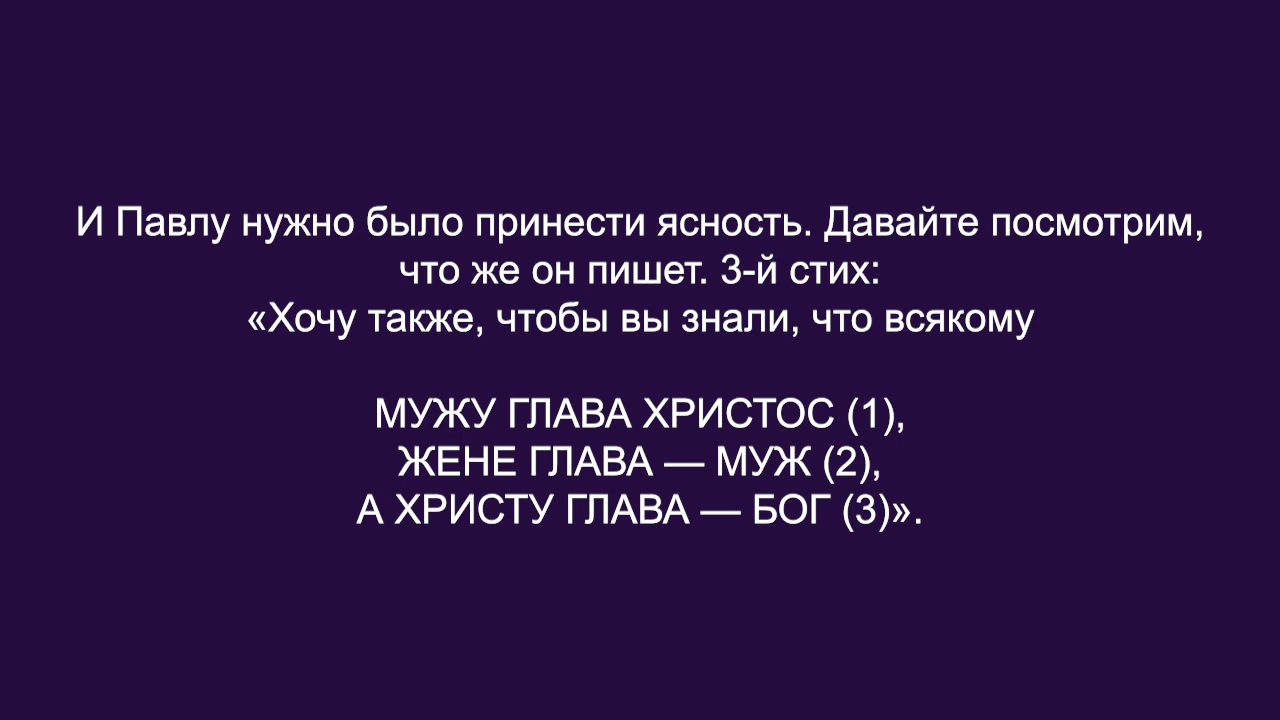 И Павлу нужно было принести ясность. Давайте посмотрим,
что же он пишет. 3-й стих:
«Хочу также, чтобы вы знали, что всякому
МУЖУ ГЛАВА ХРИСТОС (1),
ЖЕНЕ ГЛАВА — МУЖ (2),
А ХРИСТУ ГЛАВА — БОГ (3)».